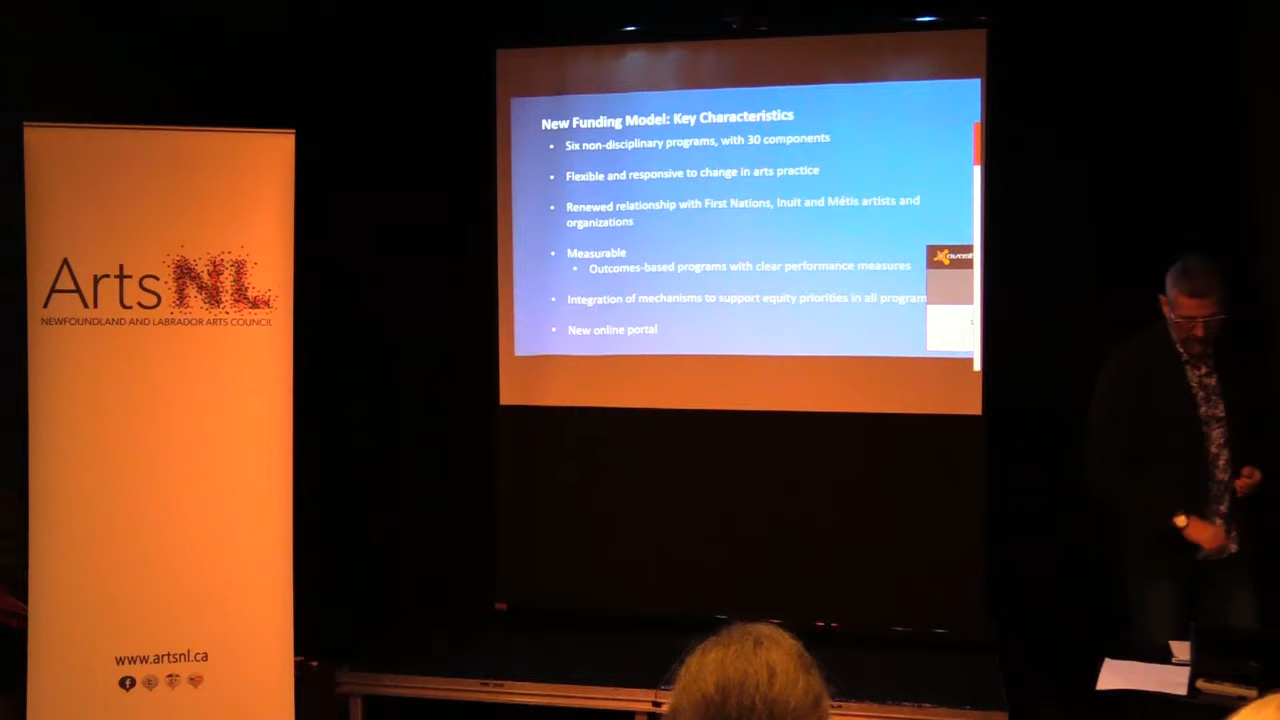 New Funding Model: Key Characteristics
• Six non-disciplinary programs, with 30 components
• Flexible and responsive to change in arts practice
• Renewed relationship with First Nations, Inuit and Métis artists and
organizations
• Measurable
• Outcomes-based programs with clear performance measures
• Integration of mechanisms to support equity priorities in all program
• New online portal
avast
Arts NL
NEWFOUNDLAND AND LABRADOR ARTS COUNCIL
www.artsnl.ca